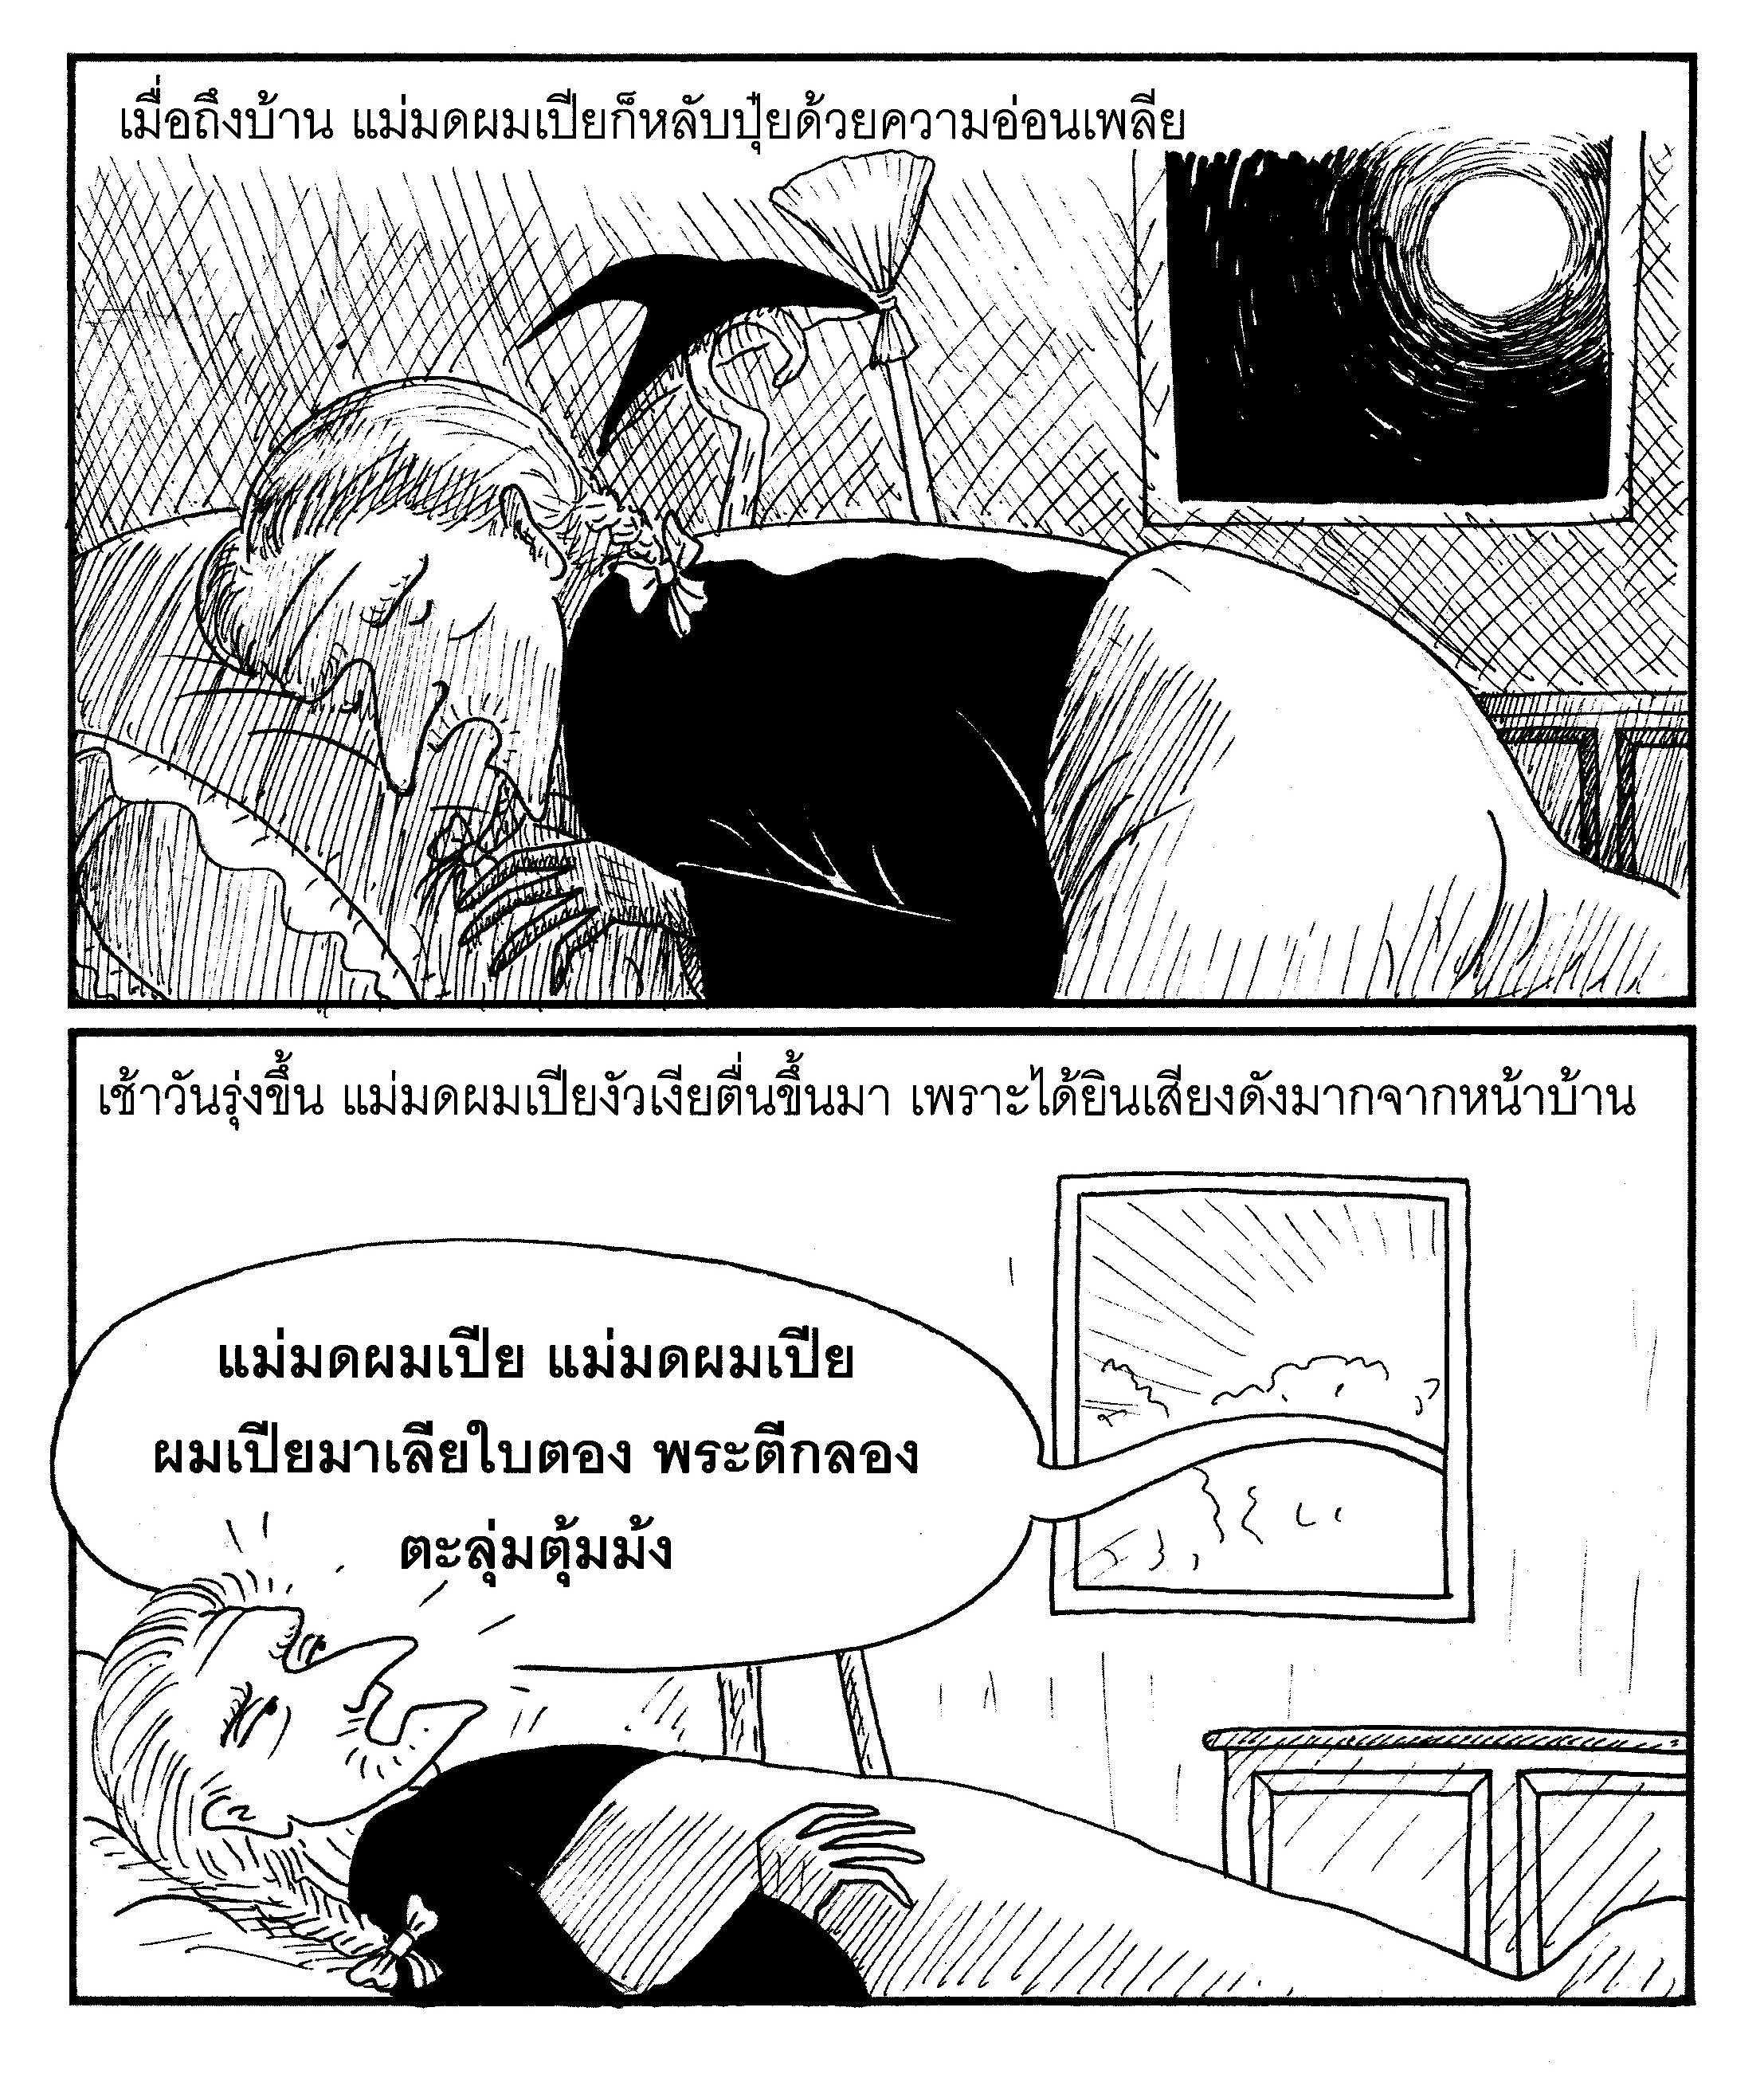 เมื่อถึงบ้าน แม่มดผมเปียก็หลับปุ๋ยด้วยความอ่อนเพลีย
เช้าวันรุ่งขึ้น แม่มดผมเปียงัวเงียตื่นขึ้นมา เพราะได้ยินเสียงดังมากจากหน้าบ้าน
แม่มดผมเปีย แม่มดผมเปีย
ผมเปียมาเลียใบตอง พระตีกลอง
ตะลุ่มตุ้มม้ง